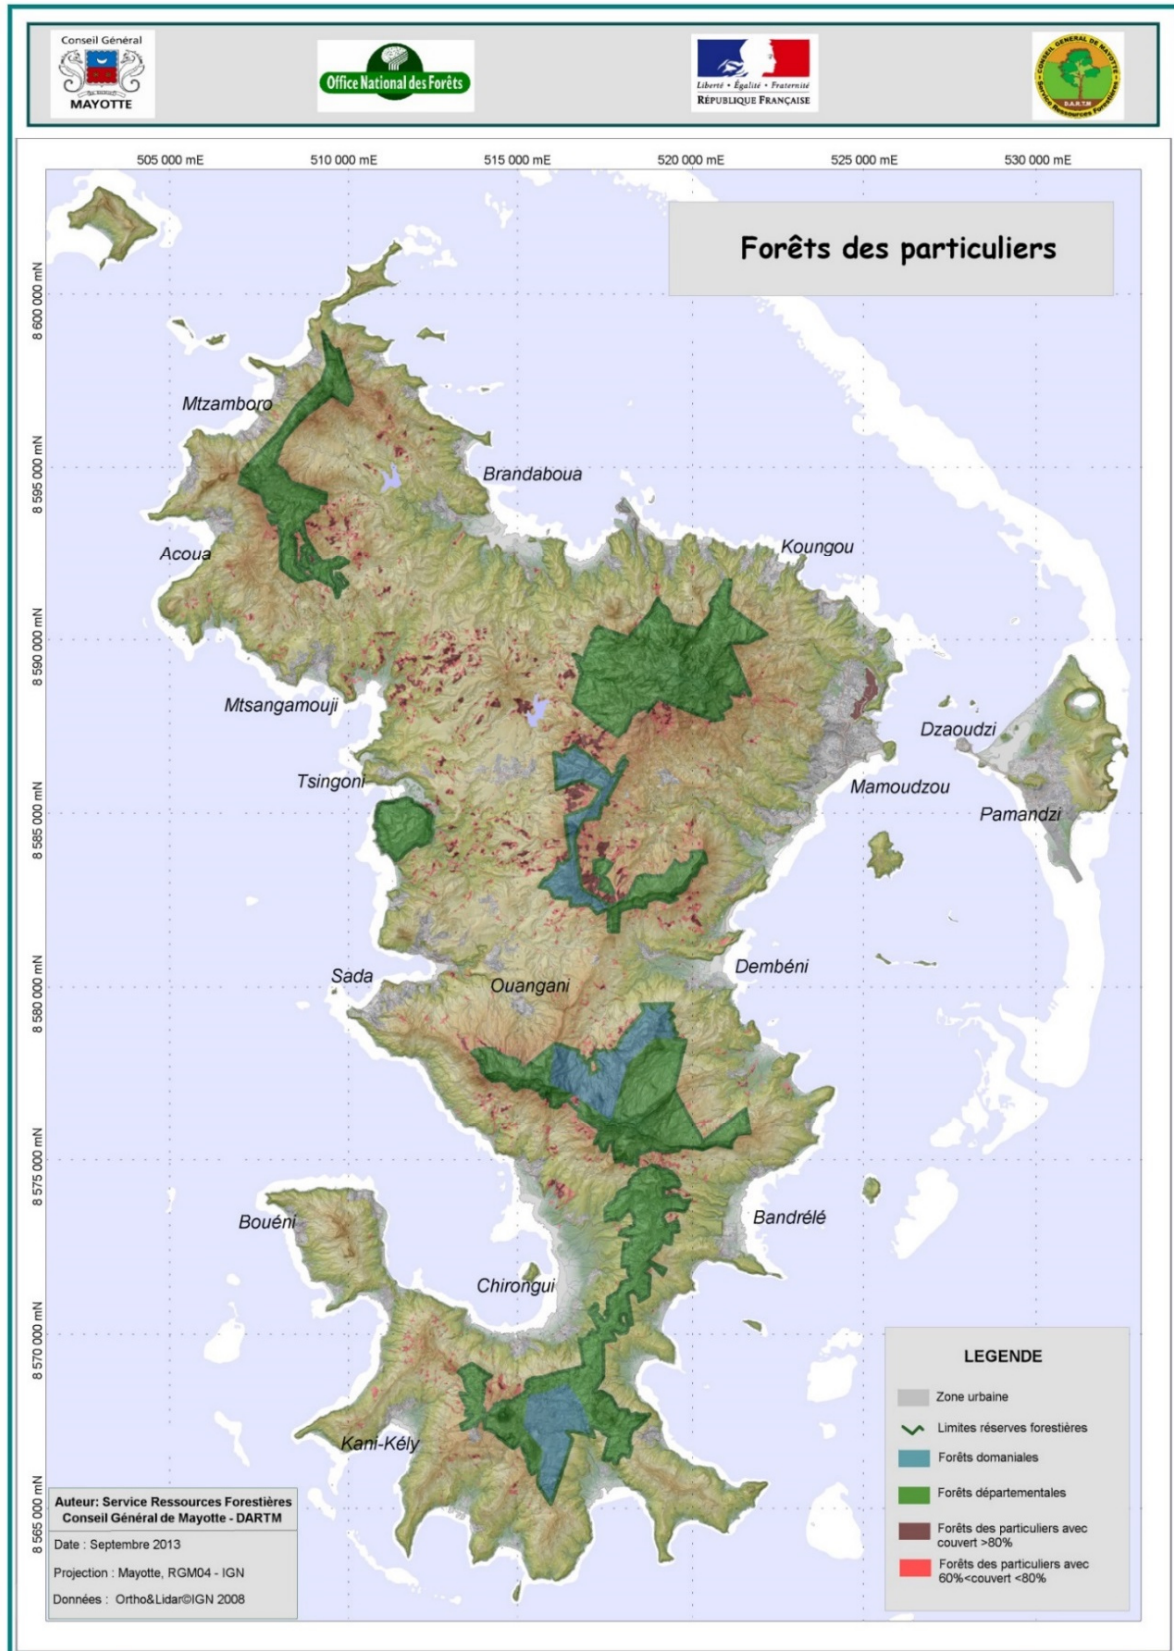 Conseil Général
MAYOTTE
Office National des Forêts
Liberté • Égalité • Fraternité
RÉPUBLIQUE FRANÇAISE
CONSEIL GENERAL DE MAYOTTE
D.A.R.T.M
Service Ressources Forestières
505 000 mE
510 000 mE
515 000 mE
520 000 mE
525 000 mE
530 000 mE
Forêts des particuliers
8 600 000 mN
8 595 000 mN
8 590 000 mN
8 585 000 mN
8 580 000 mN
8 575 000 mN
8 570 000 mN
8 565 000 mN
Mtzamboro
Brandaboua
Acoua
Koungou
Mtsangamouji
Dzaoudzi
Tsingoni
Mamoudzou
Pamandzi
Dembéni
Sada
Ouangani
Bouéni
Bandrélé
Chirongui
Kani-Kély
LEGENDE
Zone urbaine
Limites réserves forestières
Forêts domaniales
Forêts départementales
Forêts des particuliers avec
couvert >80%
Forêts des particuliers avec
60%<couvert <80%
Auteur: Service Ressources Forestières
Conseil Général de Mayotte - DARTM
Date : Septembre 2013
Projection : Mayotte, RGM04 - IGN
Données : Ortho&Lidar©IGN 2008